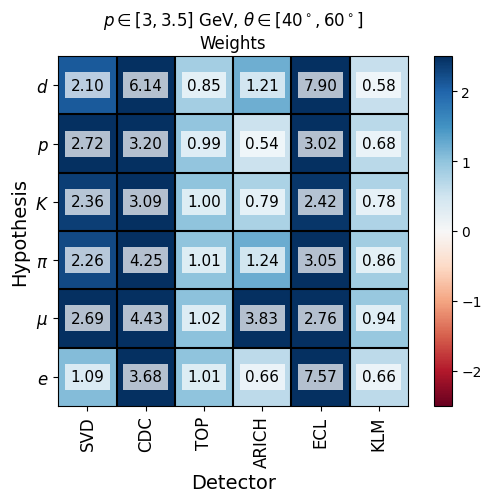 p ∈ [3, 3.5] GeV, θ ∈ [40°, 60°]
Weights
Hypothesis
d 2.10 6.14 0.85 1.21 7.90 0.58
p 2.72 3.20 0.99 0.54 3.02 0.68
K 2.36 3.09 1.00 0.79 2.42 0.78
π 2.26 4.25 1.01 1.24 3.05 0.86
μ 2.69 4.43 1.02 3.83 2.76 0.94
e 1.09 3.68 1.01 0.66 7.57 0.66
SVD CDC TOP ARICH ECL KLM
Detector
2
1
0
−1
−2